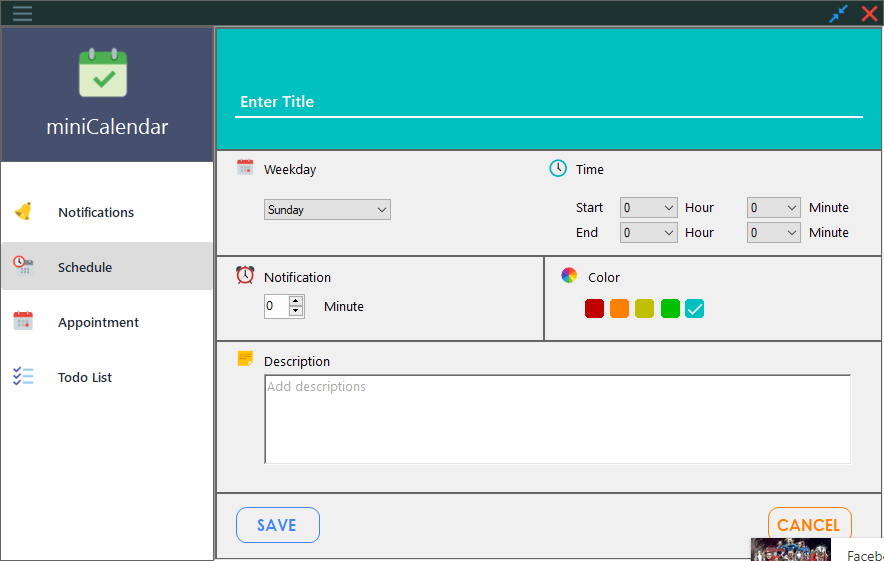 miniCalendar
Notifications
Schedule
Appointment
Todo List
Enter Title
Weekday
Sunday
Time
Start 0 Hour 0 Minute
End 0 Hour 0 Minute
Notification
0 Minute
Color
Description
Add descriptions
SAVE
CANCEL